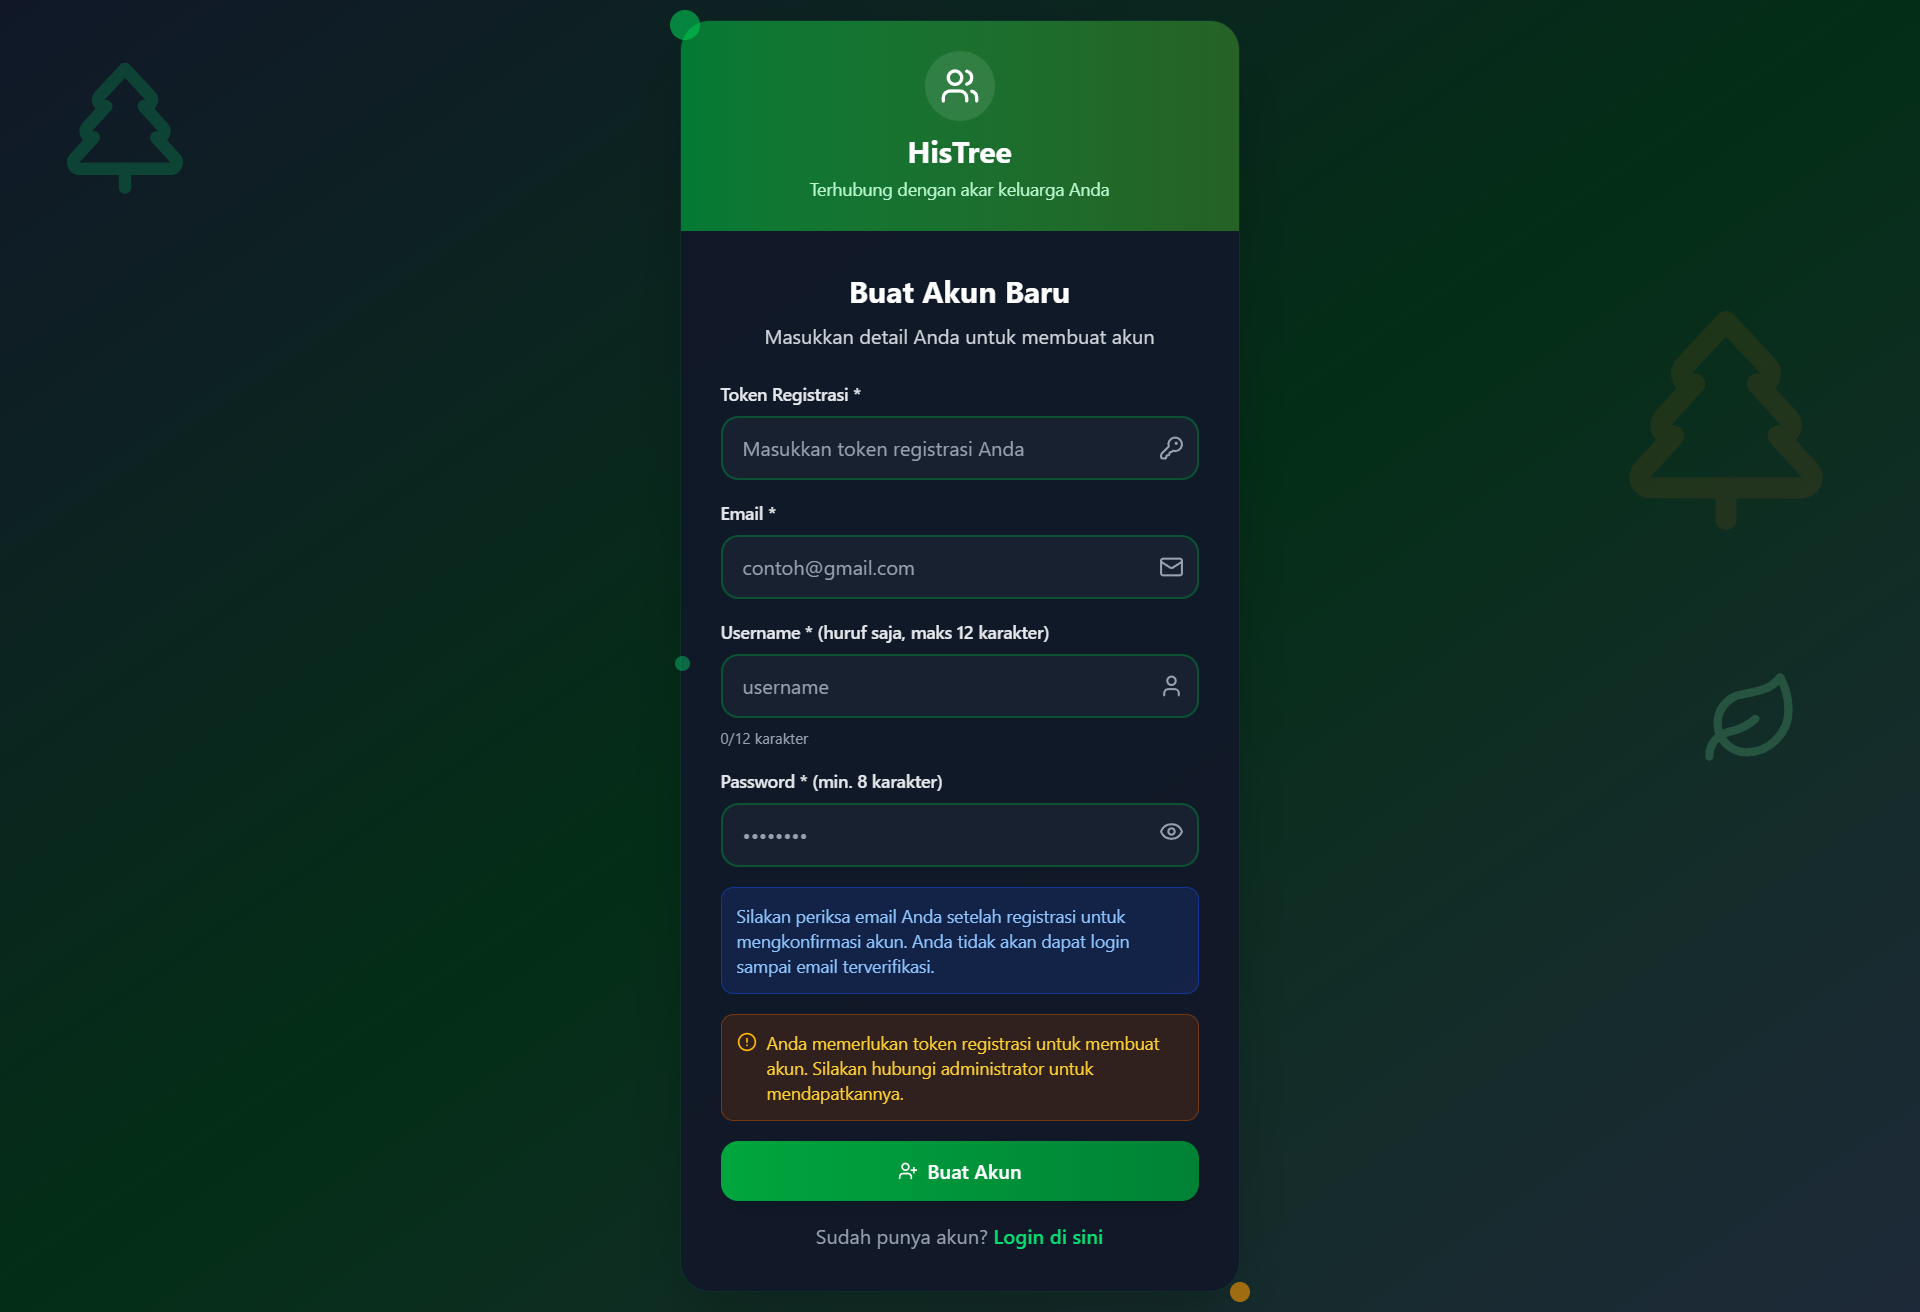 HisTree
Terhubung dengan akar keluarga Anda
Buat Akun Baru
Masukkan detail Anda untuk membuat akun
Token Registrasi *
Masukkan token registrasi Anda
Email *
contoh@gmail.com
Username * (huruf saja, maks 12 karakter)
username
0/12 karakter
Password * (min. 8 karakter)
••••••••
Silakan periksa email Anda setelah registrasi untuk
mengkonfirmasi akun. Anda tidak akan dapat login
sampai email terverifikasi.
Anda memerlukan token registrasi untuk membuat
akun. Silakan hubungi administrator untuk
mendapatkannya.
Buat Akun
Sudah punya akun? Login di sini